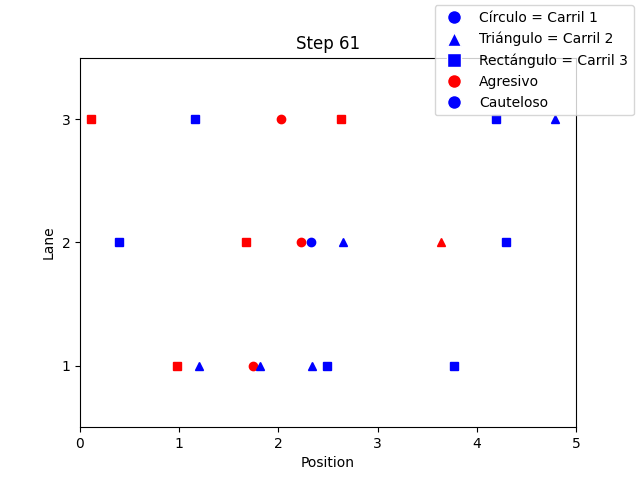 Step 61
Círculo = Carril 1
Triángulo = Carril 2
Rectángulo = Carril 3
Agresivo
Cauteloso
Lane
3
2
1
0 1 2 3 4 5
Position